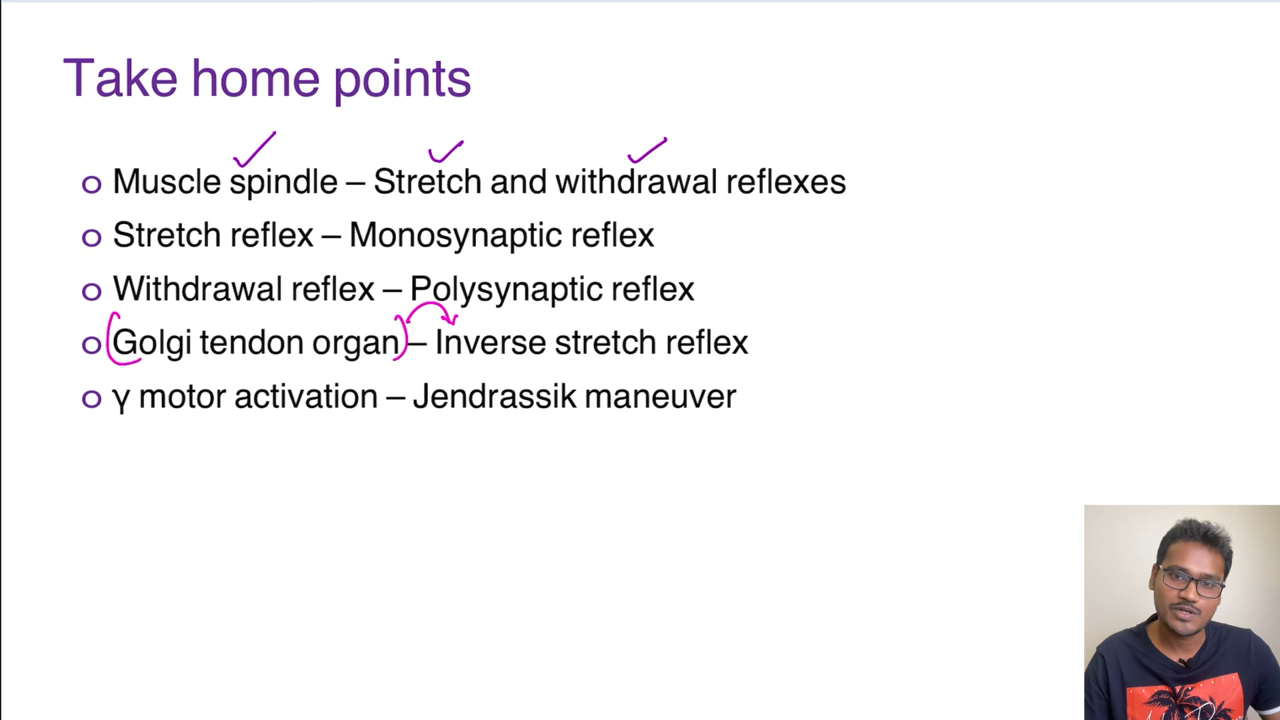 Take home points
o Muscle spindle – Stretch and withdrawal reflexes
o Stretch reflex – Monosynaptic reflex
o Withdrawal reflex – Polysynaptic reflex
o Golgi tendon organ – Inverse stretch reflex
o γ motor activation – Jendrassik maneuver